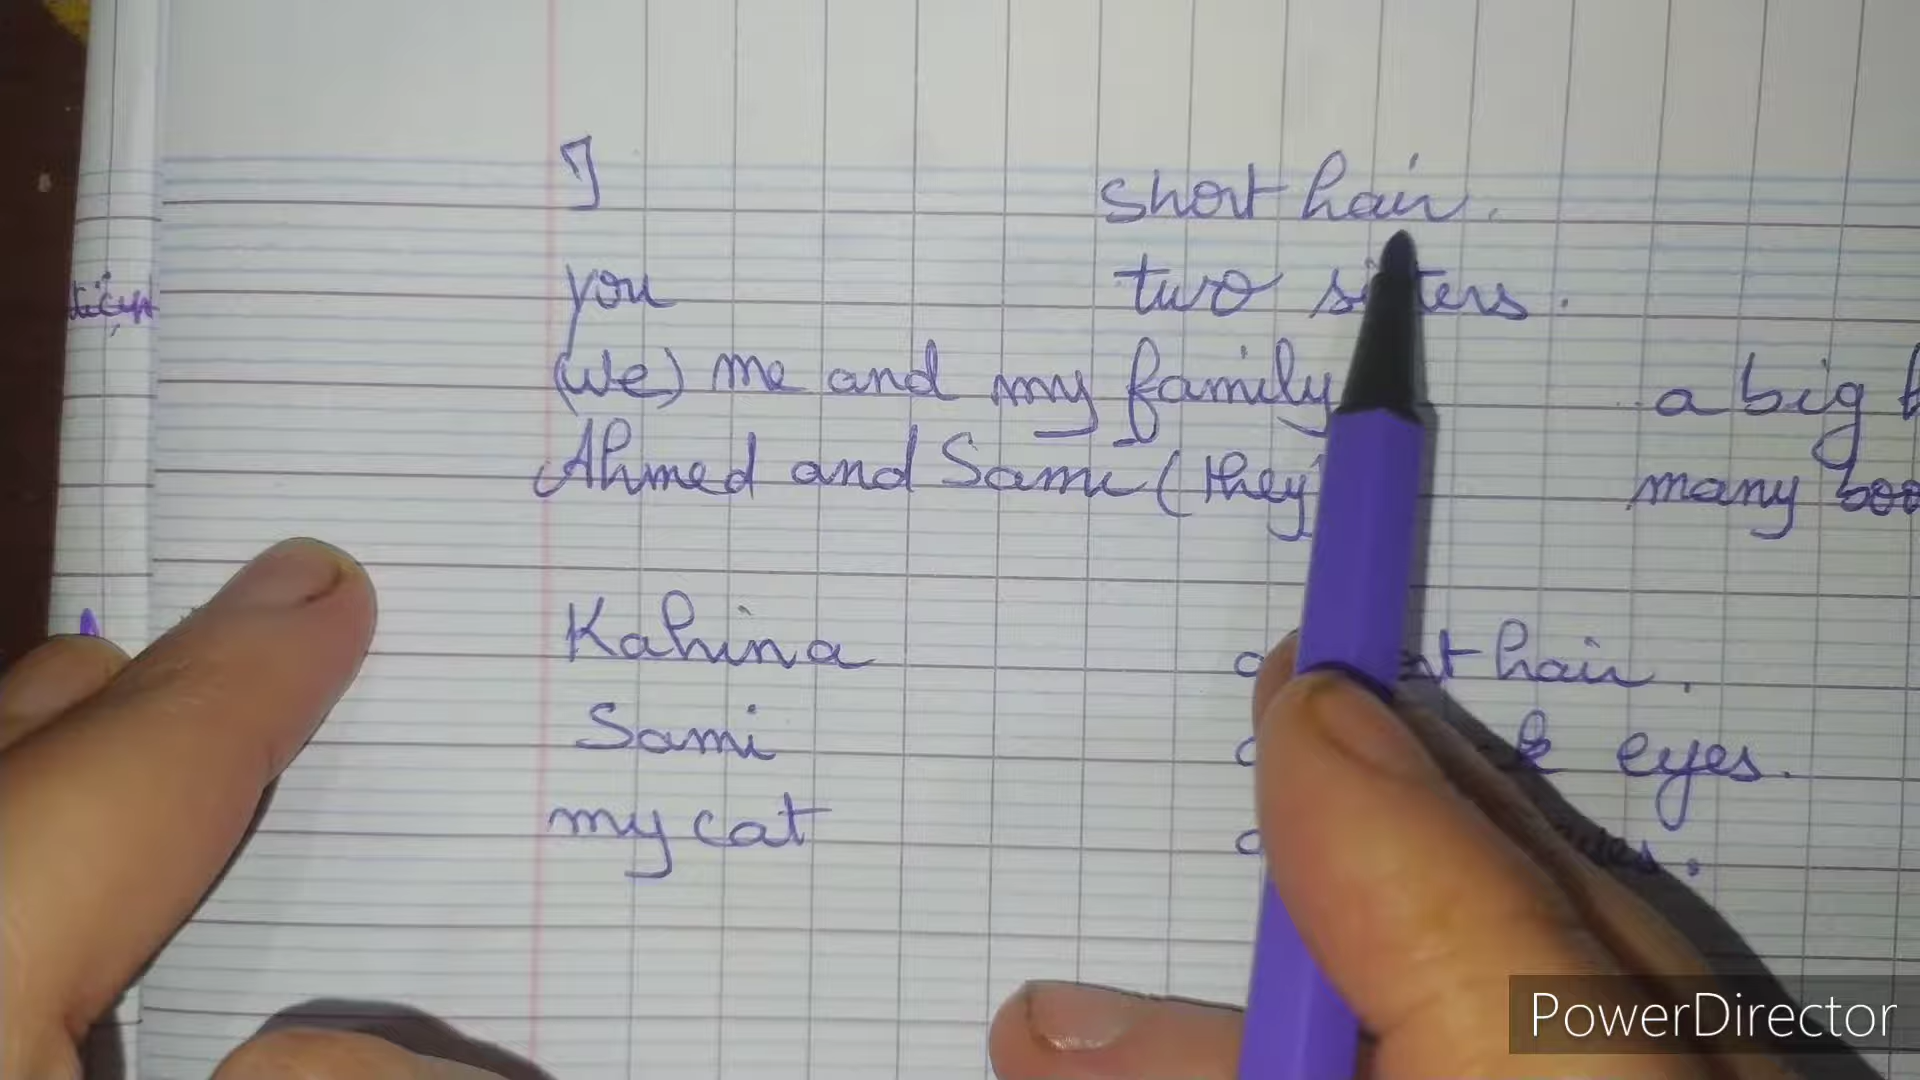 I short hair.
you two sisters.
(we) me and my family a big
Ahmed and Sami (they) many
Kahina hair.
Sami eyes.
my cat
PowerDirector